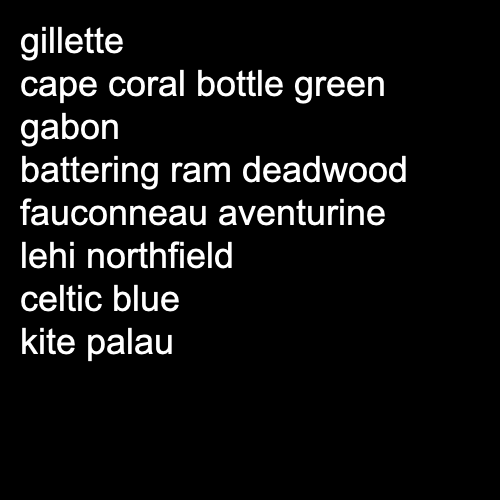 gillette
cape coral bottle green
gabon
battering ram deadwood
fauconneau aventurine
lehi northfield
celtic blue
kite palau